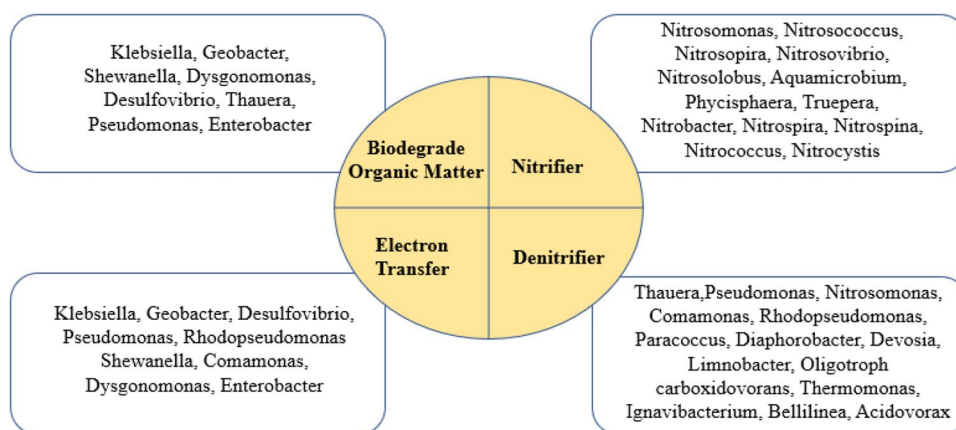 Klebsiella, Geobacter,
Shewanella, Dysgonomonas,
Desulfovibrio, Thauera,
Pseudomonas, Enterobacter
Nitrosomonas, Nitrosococcus,
Nitrosopira, Nitrosovibrio,
Nitrosolobus, Aquamicrobium,
Phycisphaera, Truepera,
Nitrobacter, Nitrospira, Nitrospina,
Nitrococcus, Nitrocystis
Biodegrade
Organic Matter
Nitrifier
Electron
Transfer
Denitrifier
Klebsiella, Geobacter, Desulfovibrio,
Pseudomonas, Rhodopseudomonas
Shewanella, Comamonas,
Dysgonomonas, Enterobacter
Thauera,Pseudomonas, Nitrosomonas,
Comamonas, Rhodopseudomonas,
Paracoccus, Diaphorobacter, Devosia,
Limnobacter, Oligotroph
carboxidovorans, Thermomonas,
Ignavibacterium, Bellilinea, Acidovorax